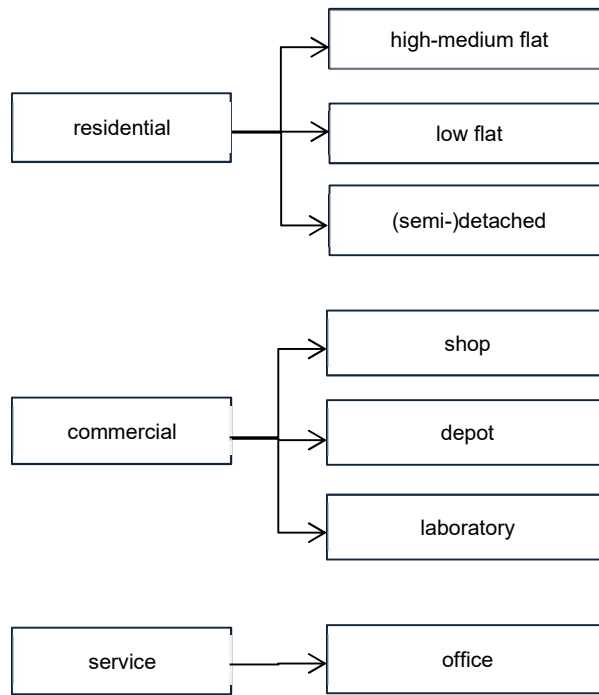 residential
high-medium flat
low flat
(semi-)detached
commercial
shop
depot
laboratory
service
office